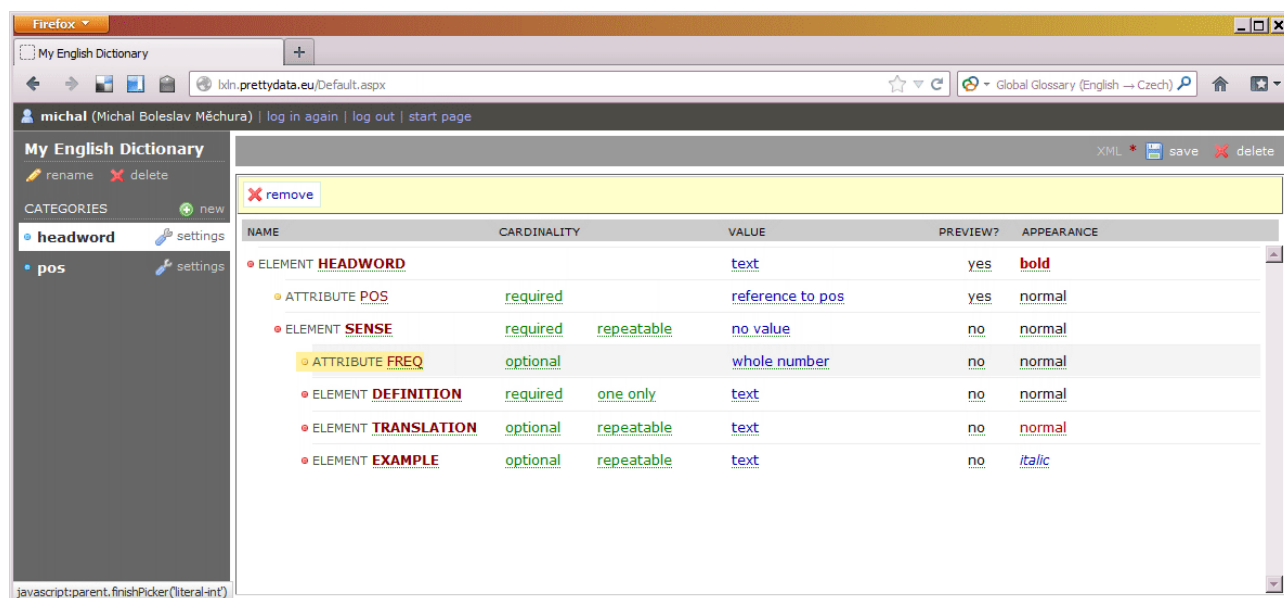 Firefox
My English Dictionary +
lxln.prettydata.eu/Default.aspx Global Glossary (English → Czech)
michal (Michal Boleslav Měchura) | log in again | log out | start page
My English Dictionary XML * save delete
rename delete
remove
CATEGORIES new
NAME CARDINALITY VALUE PREVIEW? APPEARANCE
headword settings
ELEMENT HEADWORD text yes bold
pos settings
ATTRIBUTE POS required reference to pos yes normal
ELEMENT SENSE required repeatable no value no normal
ATTRIBUTE FREQ optional whole number no normal
ELEMENT DEFINITION required one only text no normal
ELEMENT TRANSLATION optional repeatable text no normal
ELEMENT EXAMPLE optional repeatable text no italic
javascript:parent.finishPicker('literal-int')